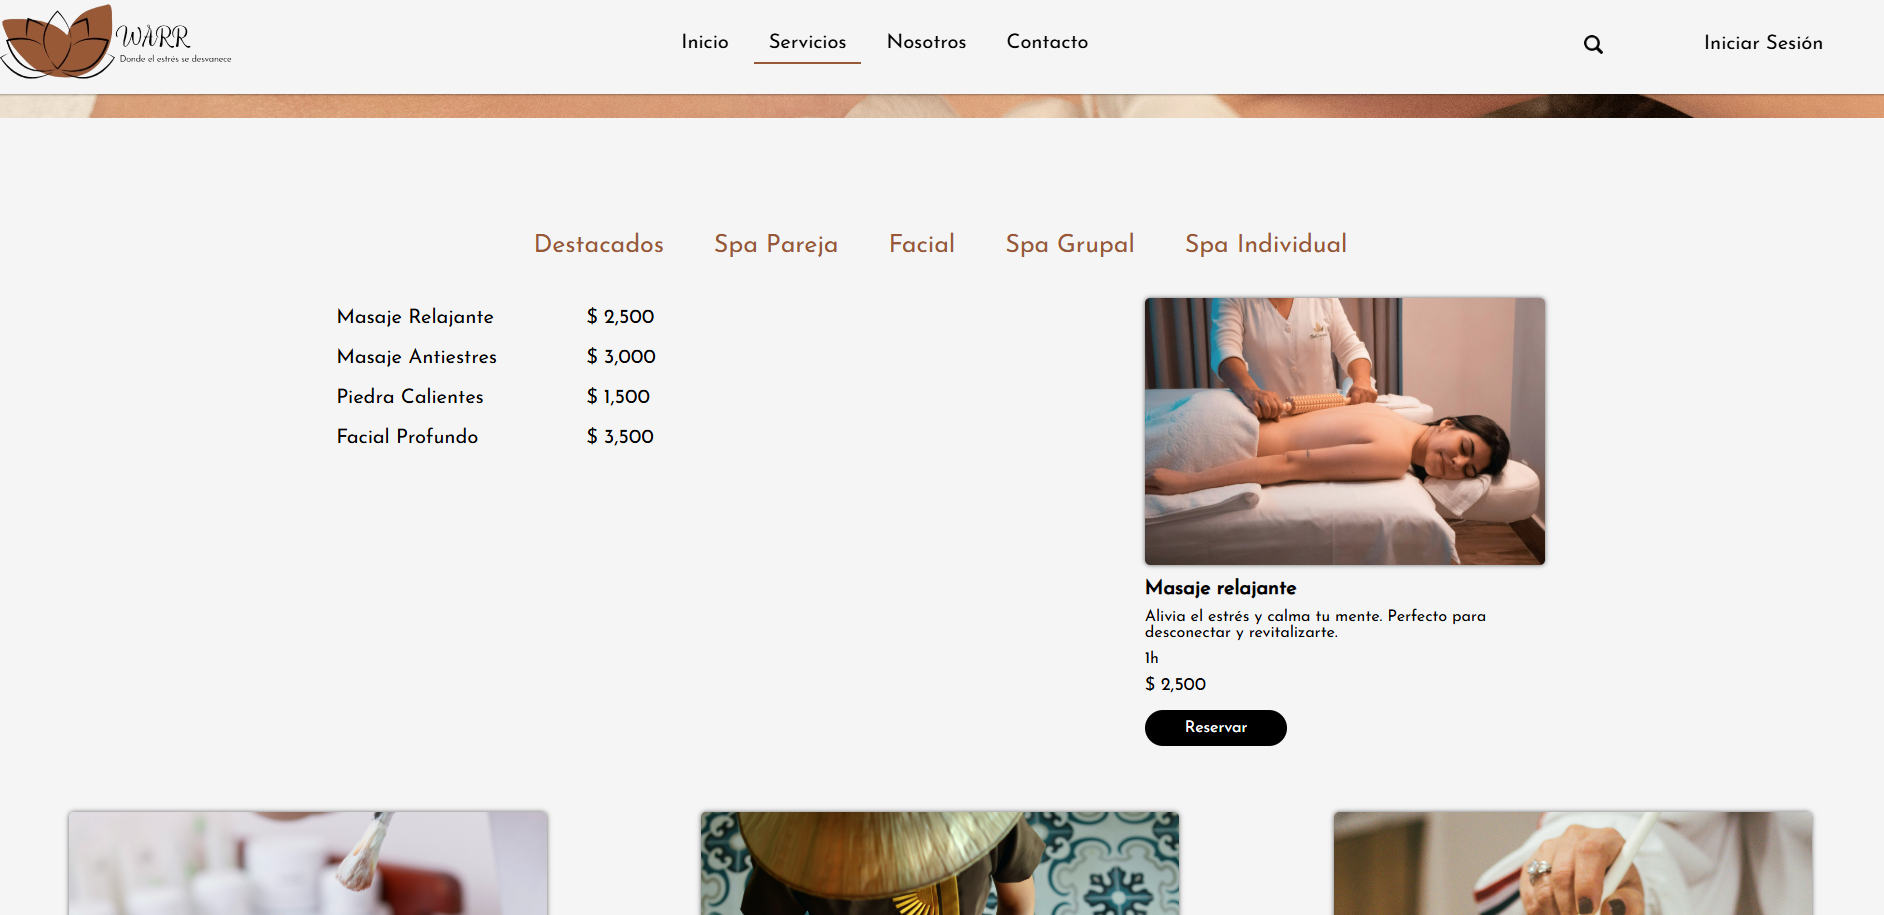 WARR
Donde el estrés se desvanece
Inicio Servicios Nosotros Contacto
Iniciar Sesión
Destacados Spa Pareja Facial Spa Grupal Spa Individual
Masaje Relajante $ 2,500
Masaje Antiestres $ 3,000
Piedra Calientes $ 1,500
Facial Profundo $ 3,500
Masaje relajante
Alivia el estrés y calma tu mente. Perfecto para
desconectar y revitalizarte.
1h
$ 2,500
Reservar